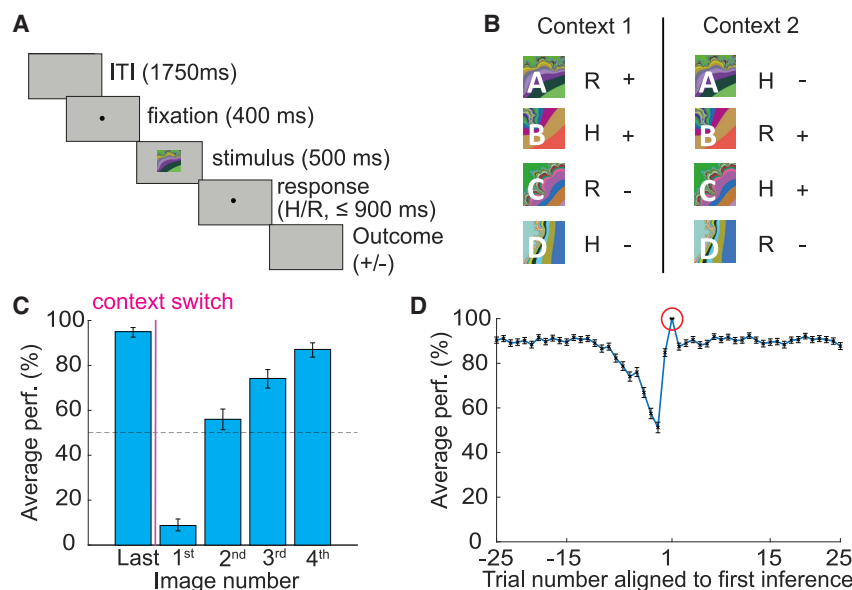 A
ITI (1750ms)
fixation (400 ms)
stimulus (500 ms)
response
(H/R, ≤ 900 ms)
Outcome
(+/-)
B
Context 1
Context 2
A R + A H -
B H + B R +
C R - C H +
D H - D R -
C
context switch
Average perf. (%)
100
80
60
40
20
0
Last 1st 2nd 3rd 4th
Image number
D
Average perf. (%)
100
80
60
40
20
0
-25 -15 1 15 25
Trial number aligned to first inference